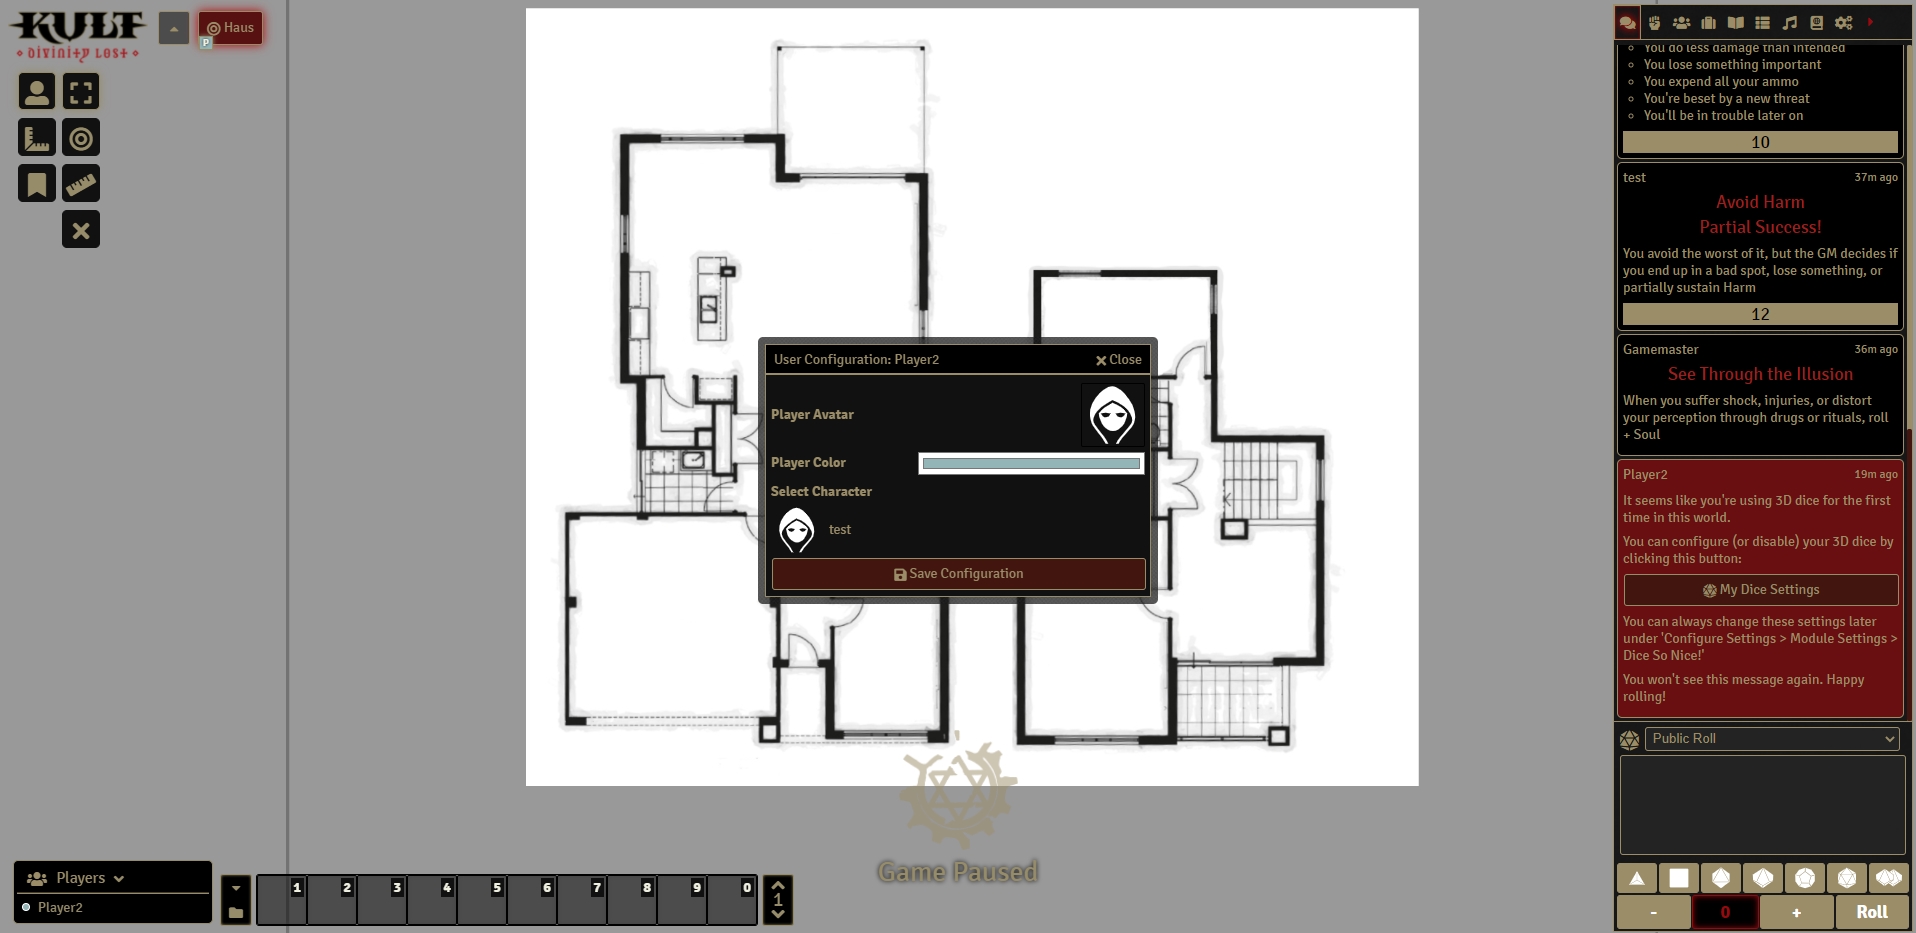 KULT
DIVINITY LOST
Haus
P
You do less damage than intended
You lose something important
You expend all your ammo
You're beset by a new threat
You'll be in trouble later on
10
test
37m ago
Avoid Harm
Partial Success!
You avoid the worst of it, but the GM decides if
you end up in a bad spot, lose something, or
partially sustain Harm
12
Gamemaster
36m ago
See Through the Illusion
When you suffer shock, injuries, or distort
your perception through drugs or rituals, roll
+ Soul
Player2
19m ago
It seems like you're using 3D dice for the first
time in this world.
You can configure (or disable) your 3D dice by
clicking this button:
My Dice Settings
You can always change these settings later
under 'Configure Settings > Module Settings >
Dice So Nice!'
You won't see this message again. Happy
rolling!
Public Roll
-
0
+
Roll
User Configuration: Player2
Close
Player Avatar
Player Color
Select Character
test
Save Configuration
Game Paused
Players
Player2
1
2
3
4
5
6
7
8
9
0
1